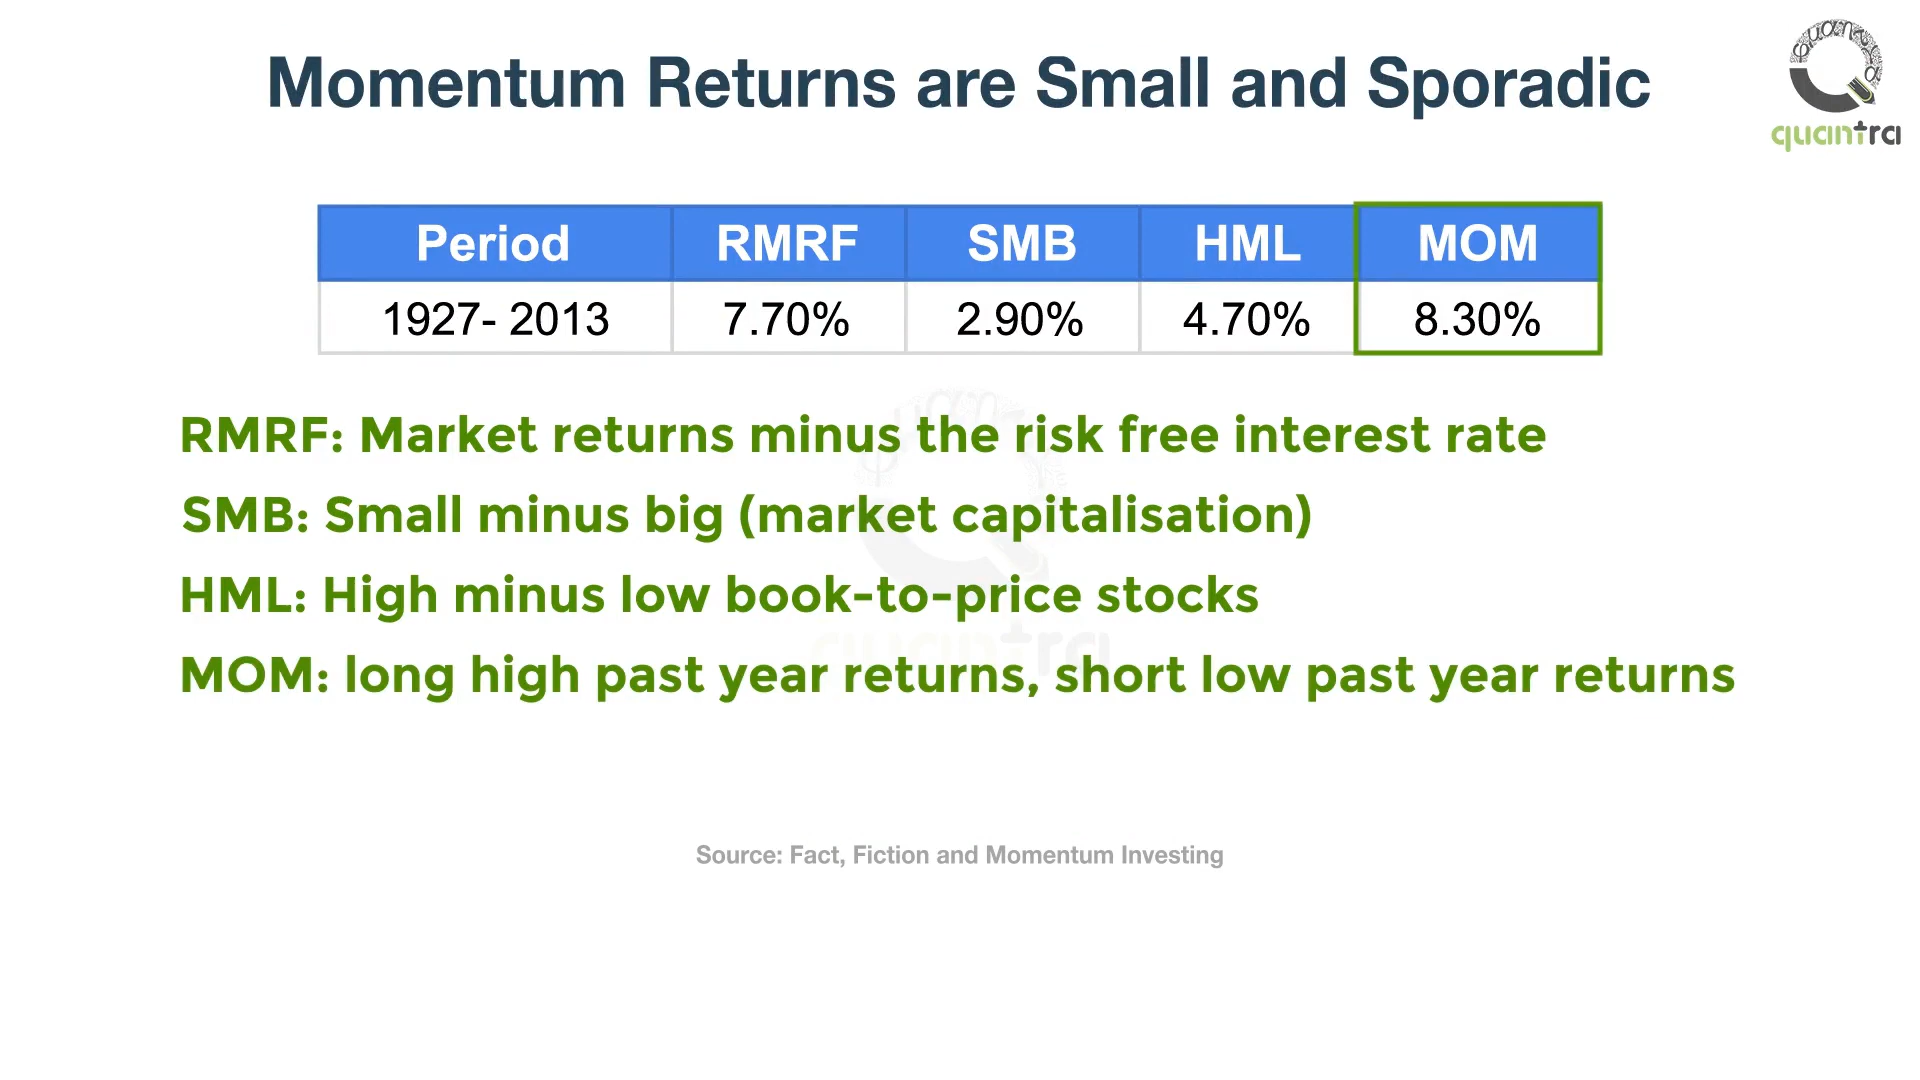 Momentum Returns are Small and Sporadic
quantra
Period RMRF SMB HML MOM
1927- 2013 7.70% 2.90% 4.70% 8.30%
RMRF: Market returns minus the risk free interest rate
SMB: Small minus big (market capitalisation)
HML: High minus low book-to-price stocks
MOM: long high past year returns, short low past year returns
quantra
Source: Fact, Fiction and Momentum Investing